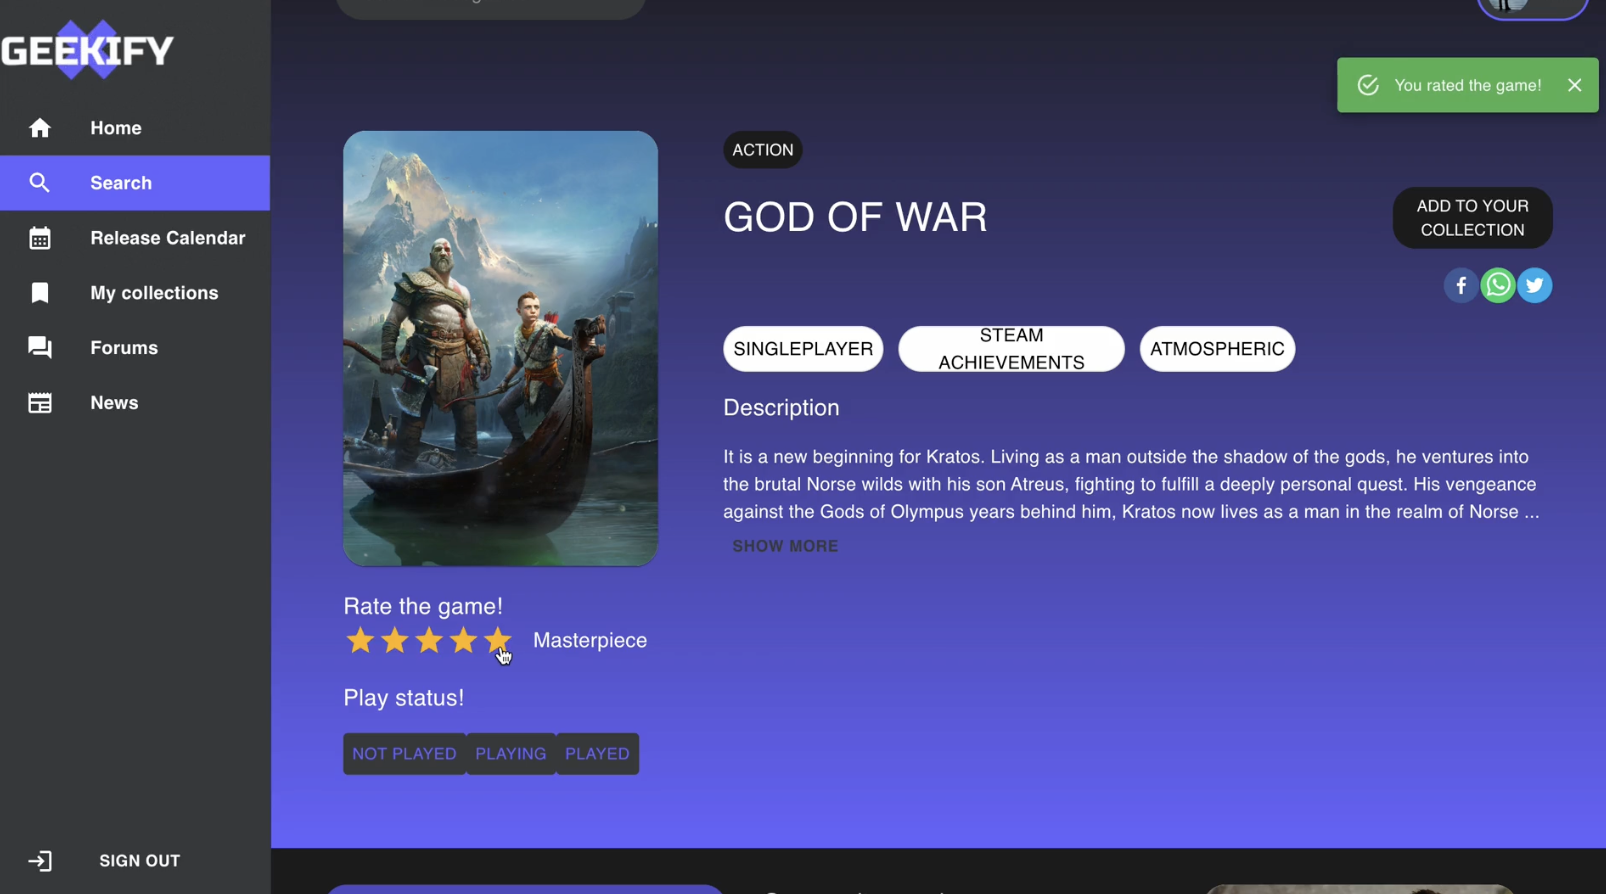 GEEKIFY
Home
Search
Release Calendar
My collections
Forums
News
SIGN OUT
You rated the game!
ACTION
GOD OF WAR
ADD TO YOUR
COLLECTION
SINGLEPLAYER
STEAM
ACHIEVEMENTS
ATMOSPHERIC
Description
It is a new beginning for Kratos. Living as a man outside the shadow of the gods, he ventures into
the brutal Norse wilds with his son Atreus, fighting to fulfill a deeply personal quest. His vengeance
against the Gods of Olympus years behind him, Kratos now lives as a man in the realm of Norse ...
SHOW MORE
Rate the game!
Masterpiece
Play status!
NOT PLAYED PLAYING PLAYED